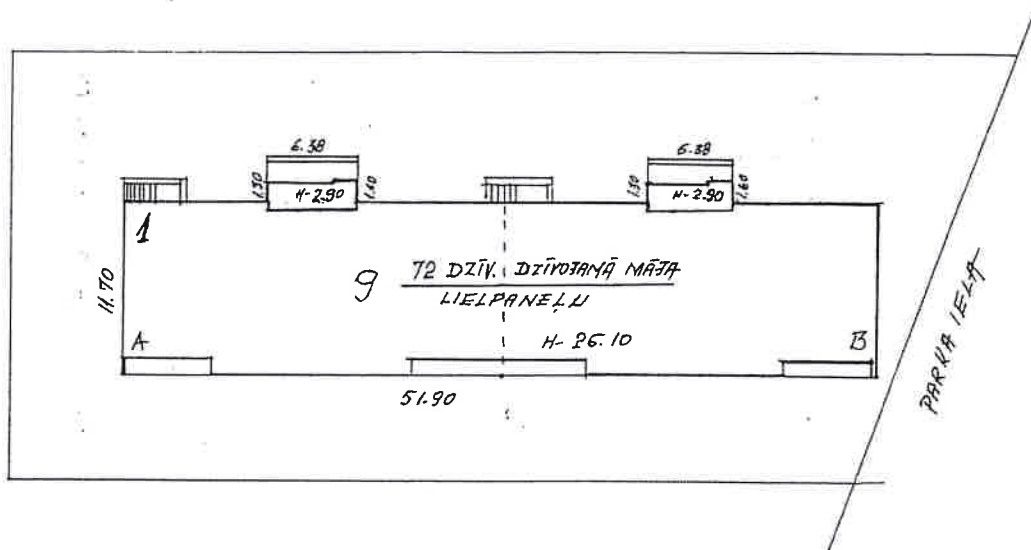 6.38
6.38
1.30
H-2.90
1.60
1.30
H-2.90
1.60
1
11.70
9
72 DZĪV. DZĪVOJAMĀ MĀJA
LIELPANEĻU
H- 26.10
A
B
51.90
PARKA IELA